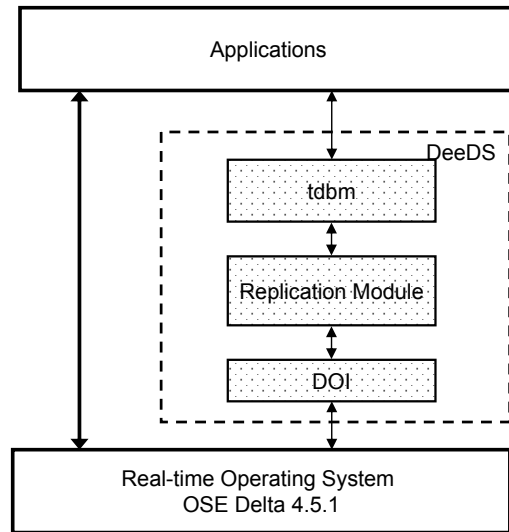 Applications
DeeDS
tdbm
Replication Module
DOI
Real-time Operating System
OSE Delta 4.5.1